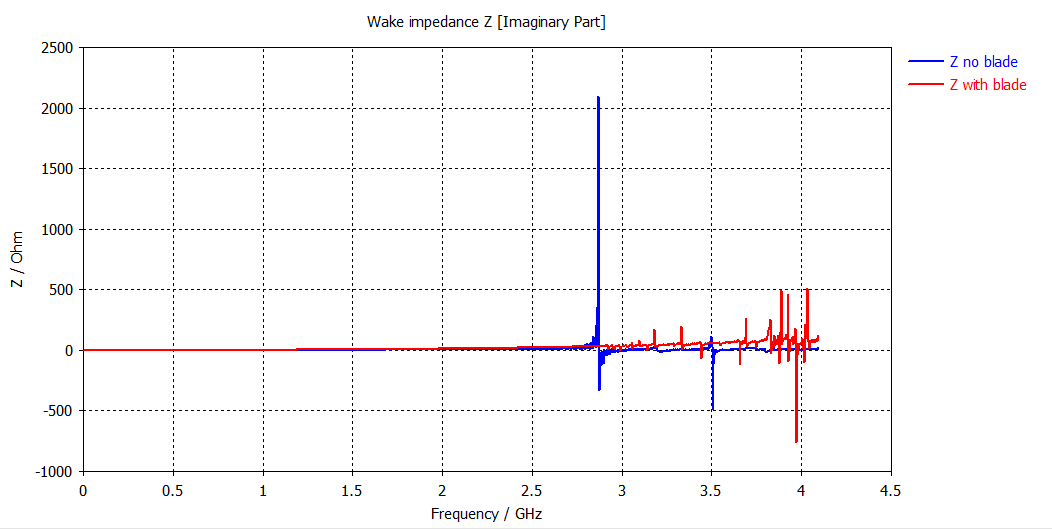 Wake impedance Z [Imaginary Part]
2500
2000
1500
1000
500
0
-500
-1000
Z / Ohm
0 0.5 1 1.5 2 2.5 3 3.5 4 4.5
Frequency / GHz
Z no blade
Z with blade